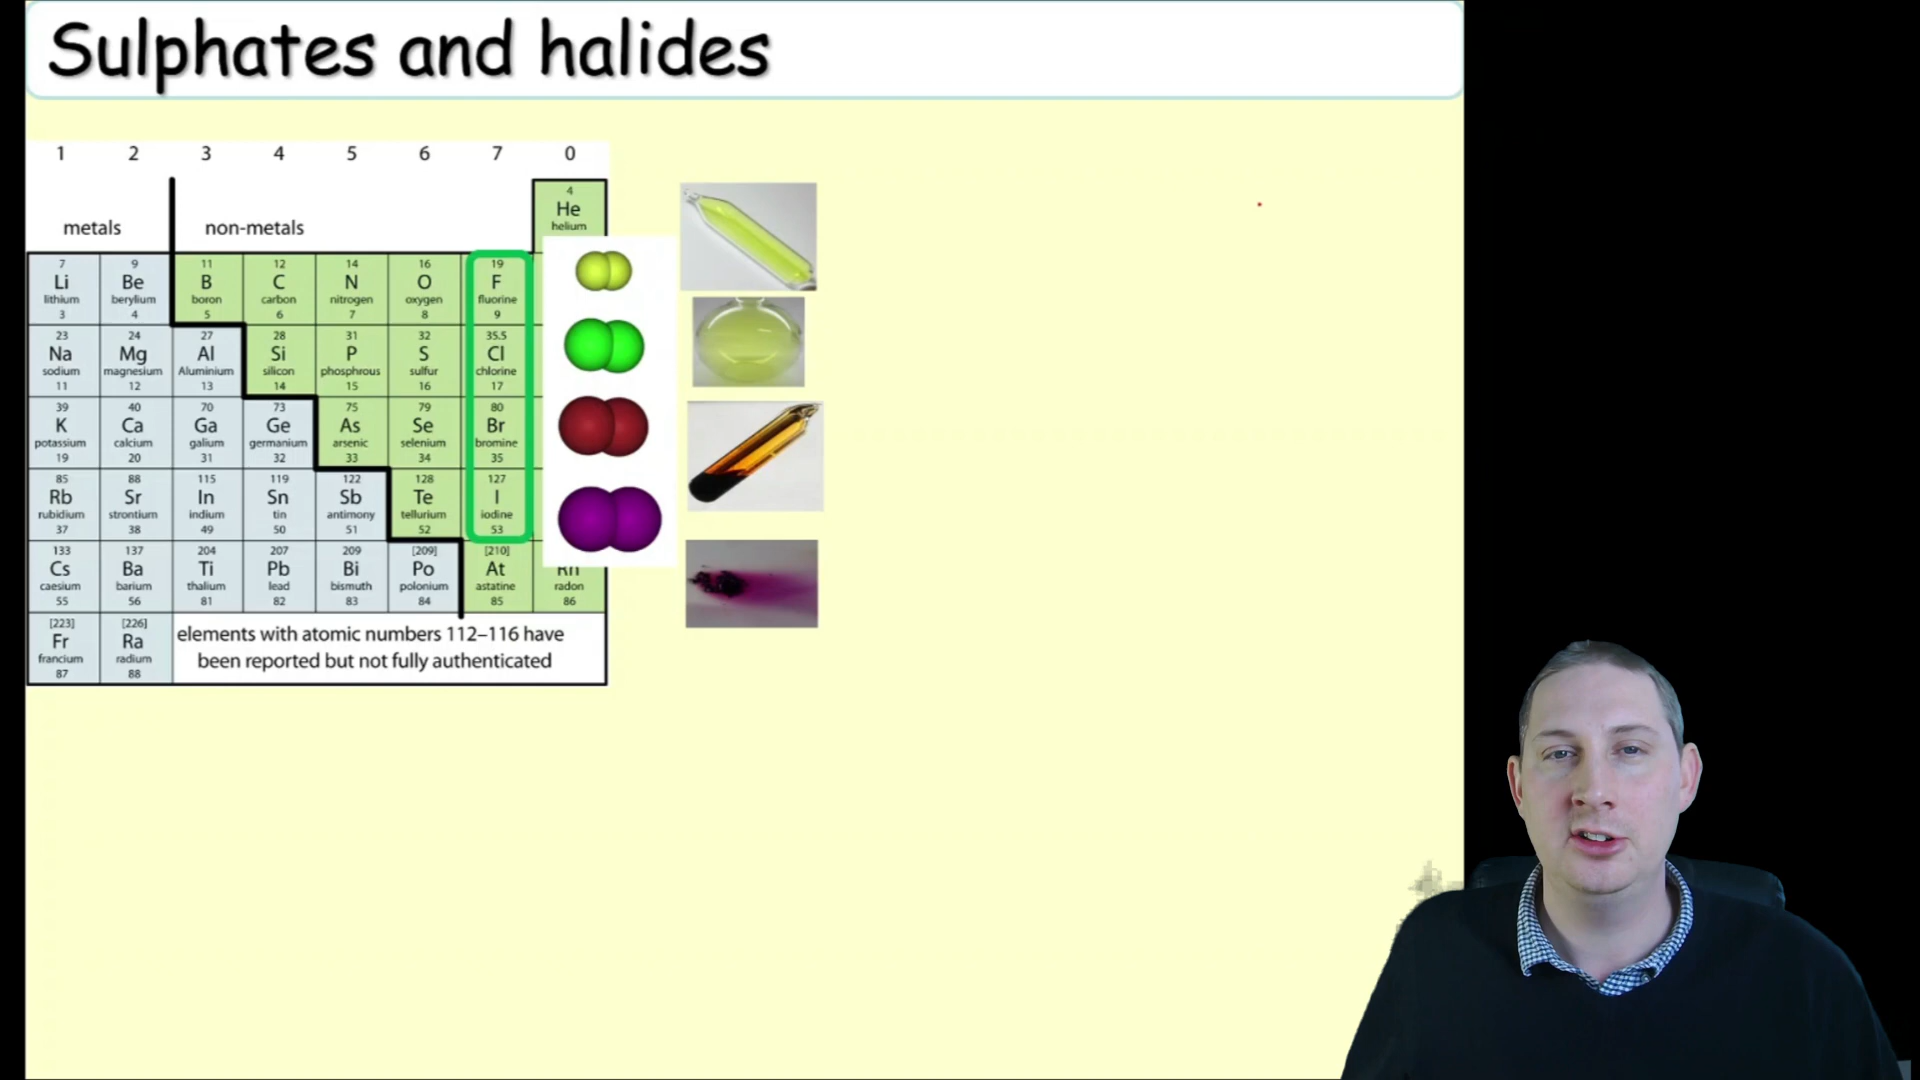 Sulphates and halides
1 2 3 4 5 6 7 0
4
He
helium
metals non-metals
7 9 11 12 14 16 19
Li Be B C N O F
lithium berylium boron carbon nitrogen oxygen fluorine
3 4 5 6 7 8 9
23 24 27 28 31 32 35.5
Na Mg Al Si P S Cl
sodium magnesium Aluminium silicon phosphrous sulfur chlorine
11 12 13 14 15 16 17
39 40 70 73 75 79 80
K Ca Ga Ge As Se Br
potassium calcium galium germanium arsenic selenium bromine
19 20 31 32 33 34 35
85 88 115 119 122 128 127
Rb Sr In Sn Sb Te I
rubidium strontium indium tin antimony tellurium iodine
37 38 49 50 51 52 53
133 137 204 207 209 [209] [210]
Cs Ba Ti Pb Bi Po At Rn
caesium barium thalium lead bismuth polonium astatine radon
55 56 81 82 83 84 85 86
[223] [226]
Fr Ra
francium radium
87 88
elements with atomic numbers 112–116 have
been reported but not fully authenticated